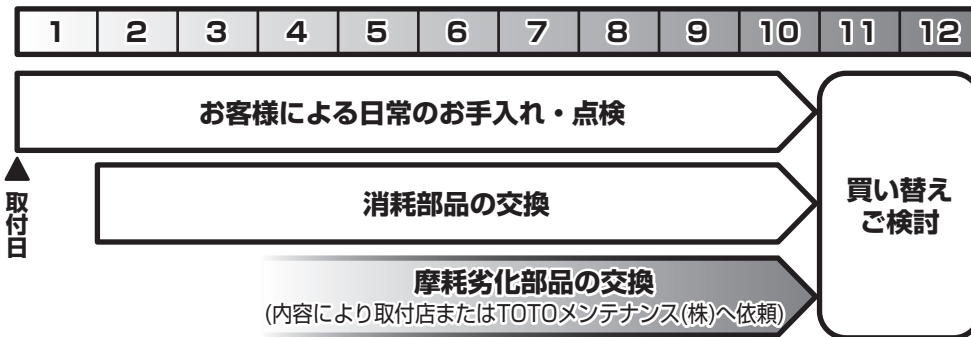 1 2 3 4 5 6 7 8 9 10 11 12
お客様による日常のお手入れ・点検
▲
取付日
消耗部品の交換
買い替え
ご検討
摩耗劣化部品の交換
(内容により取付店またはTOTOメンテナンス(株)へ依頼)